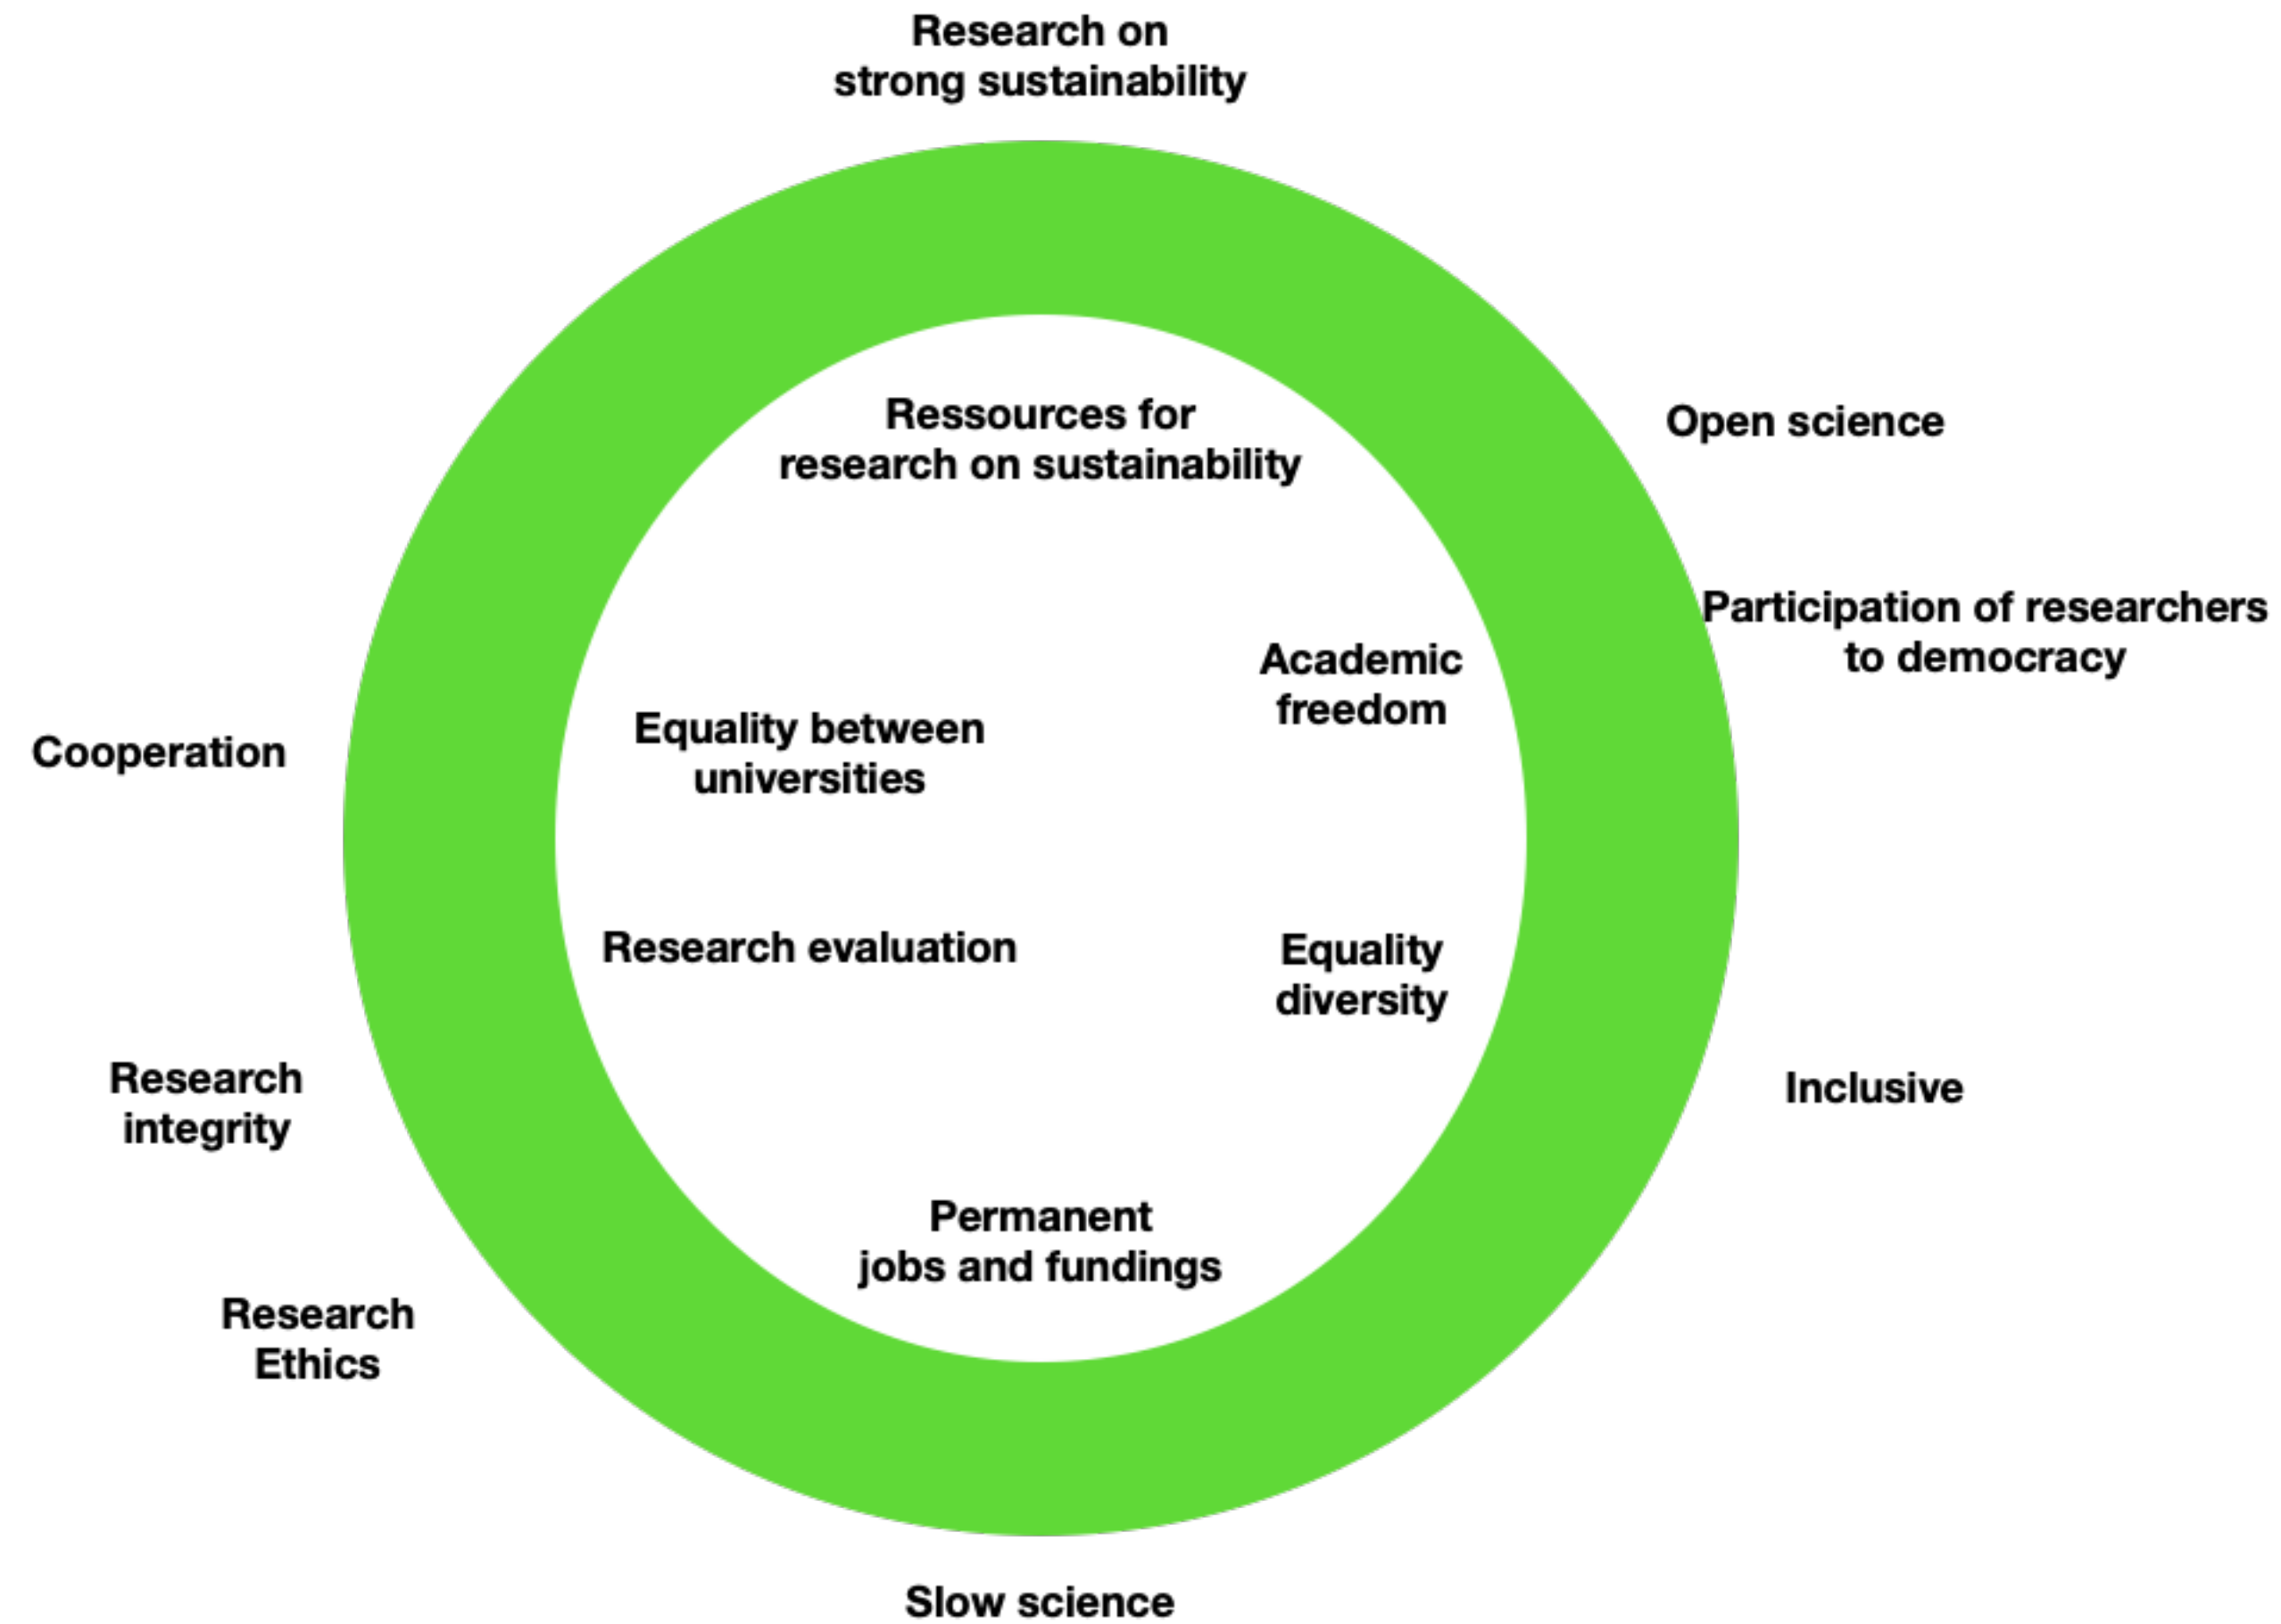 Research on
strong sustainability
Ressources for
research on sustainability
Open science
Participation of researchers
to democracy
Academic
freedom
Equality between
universities
Cooperation
Research evaluation
Equality
diversity
Research
integrity
Inclusive
Permanent
jobs and fundings
Research
Ethics
Slow science